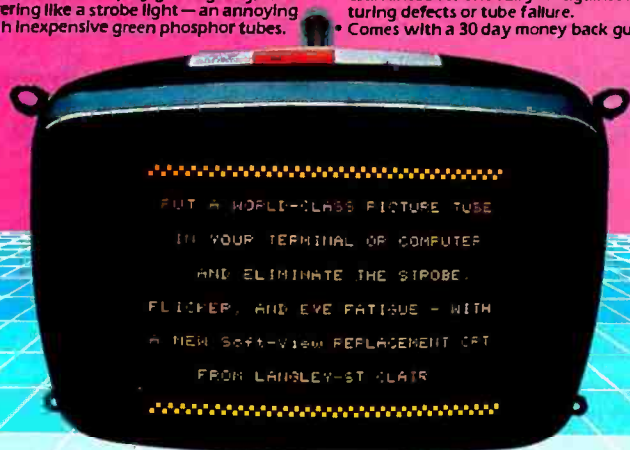 ering like a strobe light—an annoying
h inexpensive green phosphor tubes.
turing defects or tube failure.
• Comes with a 30 day money back gu
PUT A WORLD-CLASS PICTURE TUBE
IN YOUR TERMINAL OR COMPUTER
AND ELIMINATE THE STROBE,
FLICKER, AND EYE FATIGUE - WITH
A NEW Soft-View REPLACEMENT CRT
FROM LANGLEY-ST CLAIR